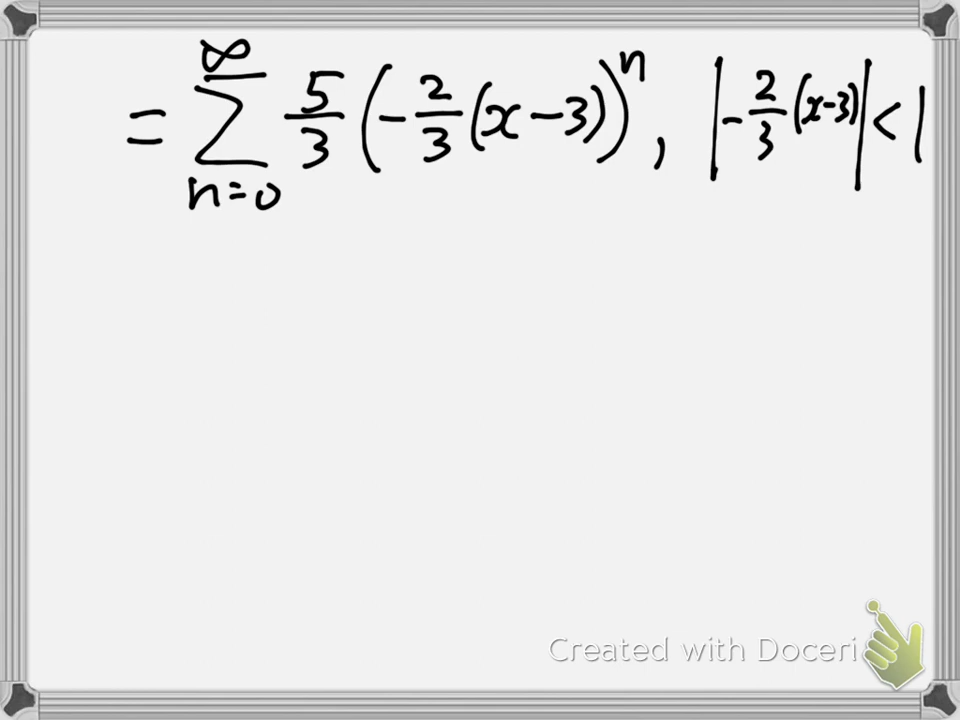 = ∑_{n=0}^{∞} 5/3 (-2/3 (x-3))^n, |-2/3 (x-3)| < 1
Created with Doceri